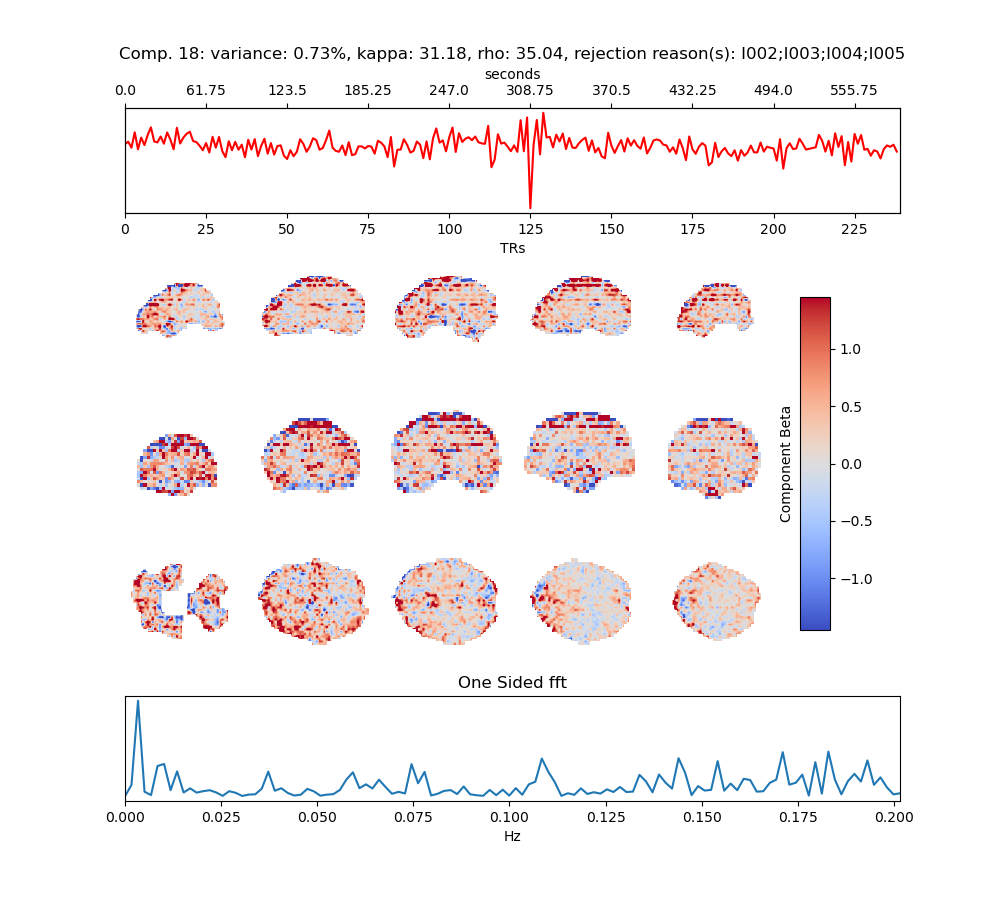 Comp. 18: variance: 0.73%, kappa: 31.18, rho: 35.04, rejection reason(s): I002;I003;I004;I005
seconds
0.0 61.75 123.5 185.25 247.0 308.75 370.5 432.25 494.0 555.75
0 25 50 75 100 125 150 175 200 225
TRs
1.0
0.5
0.0
−0.5
−1.0
Component Beta
One Sided fft
0.000 0.025 0.050 0.075 0.100 0.125 0.150 0.175 0.200
Hz